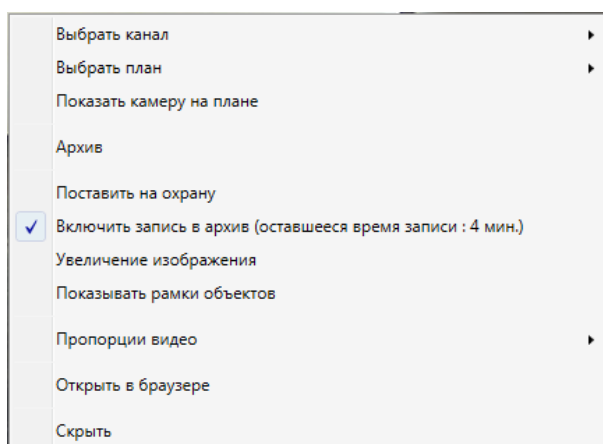 Выбрать канал
Выбрать план
Показать камеру на плане
Архив
Поставить на охрану
Включить запись в архив (оставшееся время записи : 4 мин.)
Увеличение изображения
Показывать рамки объектов
Пропорции видео
Открыть в браузере
Скрыть